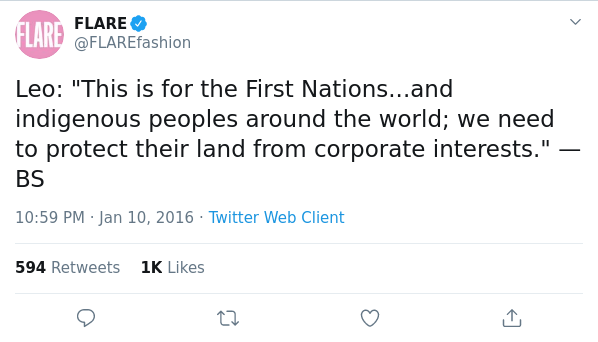 FLARE
FLARE
@FLAREfashion
Leo: "This is for the First Nations...and
indigenous peoples around the world; we need
to protect their land from corporate interests." —
BS
10:59 PM · Jan 10, 2016 · Twitter Web Client
594 Retweets 1K Likes